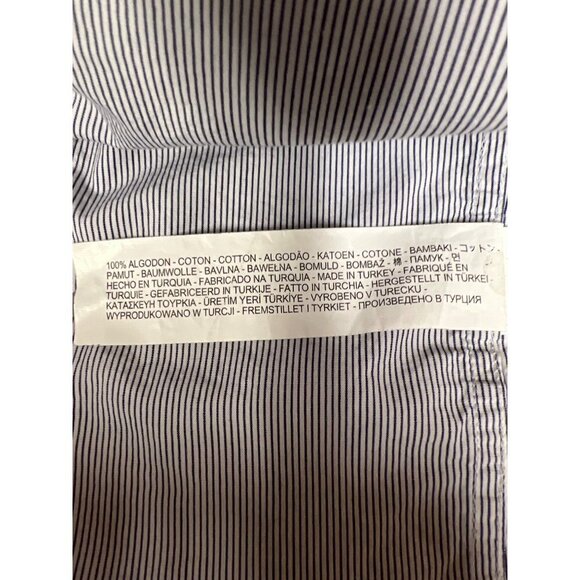 100% ALGODON - COTON - COTTON - ALGODÃO - KATOEN - COTONE - BAMBAKI - コットン -
PAMUT - BAUMWOLLE - BAVLNA - BAWEŁNA - BOMULD - BOMBAŽ - 棉 - ПАМУК - 면
HECHO EN TURQUIA - FABRICADO NA TURQUIA - MADE IN TURKEY - FABRIQUÉ EN
TURQUIE - GEFABRICEERD IN TURKIJE - FATTO IN TURCHIA - HERGESTELLT IN TÜRKEI -
ΚΑΤΑΣΚΕΥΗ ΤΟΥΡΚΙΑ - ÜRETİM YERİ TÜRKİYE - VYROBENO V TURECKU -
WYPRODUKOWANO W TURCJI - FREMSTILLET I TYRKIET - ПРОИЗВЕДЕНО В ТУРЦИЯ